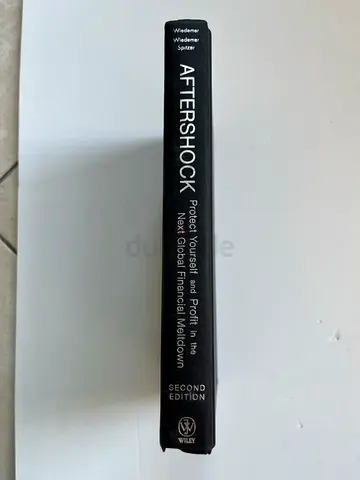 Wiedemer
Wiedemer
Spitzer
AFTERSHOCK
Protect Yourself and Profit in the
Next Global Financial Meltdown
SECOND
EDITION
WILEY